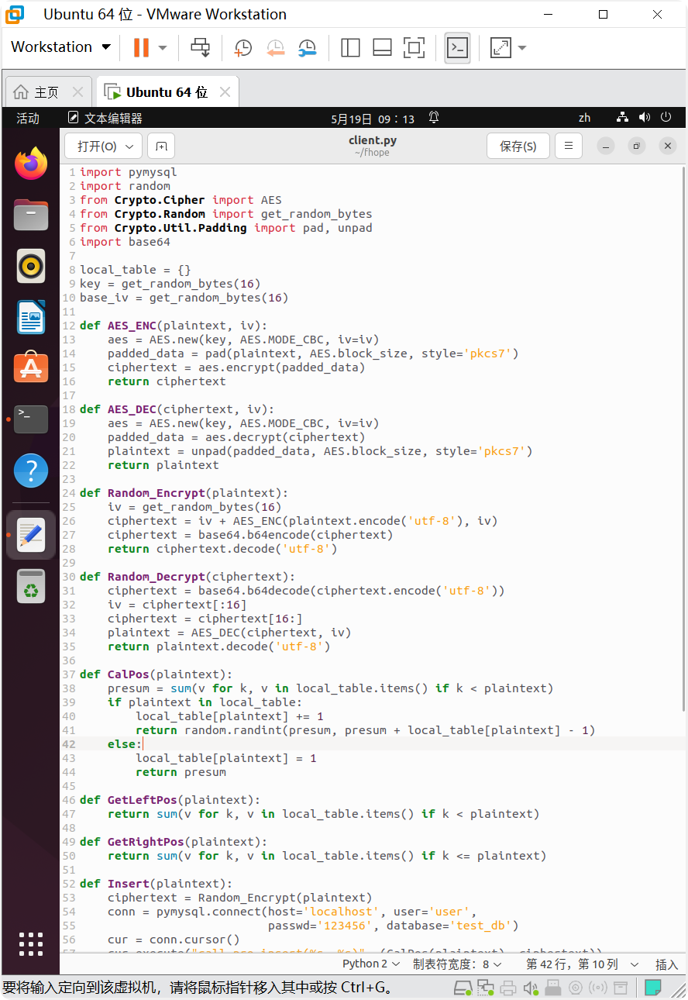 Ubuntu 64 位 - VMware Workstation
Workstation
主页
Ubuntu 64 位
活动
文本编辑器
5月19日 09：13
zh
打开(O)
client.py
~/fhope
保存(S)
1 import pymysql
2 import random
3 from Crypto.Cipher import AES
4 from Crypto.Random import get_random_bytes
5 from Crypto.Util.Padding import pad, unpad
6 import base64
7
8 local_table = {}
9 key = get_random_bytes(16)
10 base_iv = get_random_bytes(16)
11
12 def AES_ENC(plaintext, iv):
13     aes = AES.new(key, AES.MODE_CBC, iv=iv)
14     padded_data = pad(plaintext, AES.block_size, style='pkcs7')
15     ciphertext = aes.encrypt(padded_data)
16     return ciphertext
17
18 def AES_DEC(ciphertext, iv):
19     aes = AES.new(key, AES.MODE_CBC, iv=iv)
20     padded_data = aes.decrypt(ciphertext)
21     plaintext = unpad(padded_data, AES.block_size, style='pkcs7')
22     return plaintext
23
24 def Random_Encrypt(plaintext):
25     iv = get_random_bytes(16)
26     ciphertext = iv + AES_ENC(plaintext.encode('utf-8'), iv)
27     ciphertext = base64.b64encode(ciphertext)
28     return ciphertext.decode('utf-8')
29
30 def Random_Decrypt(ciphertext):
31     ciphertext = base64.b64decode(ciphertext.encode('utf-8'))
32     iv = ciphertext[:16]
33     ciphertext = ciphertext[16:]
34     plaintext = AES_DEC(ciphertext, iv)
35     return plaintext.decode('utf-8')
36
37 def CalPos(plaintext):
38     presum = sum(v for k, v in local_table.items() if k < plaintext)
39     if plaintext in local_table:
40         local_table[plaintext] += 1
41         return random.randint(presum, presum + local_table[plaintext] - 1)
42     else:
43         local_table[plaintext] = 1
44         return presum
45
46 def GetLeftPos(plaintext):
47     return sum(v for k, v in local_table.items() if k < plaintext)
48
49 def GetRightPos(plaintext):
50     return sum(v for k, v in local_table.items() if k <= plaintext)
51
52 def Insert(plaintext):
53     ciphertext = Random_Encrypt(plaintext)
54     conn = pymysql.connect(host='localhost', user='user',
55                            passwd='123456', database='test_db')
56     cur = conn.cursor()
57     cur.execute("call pro_insert(%s, %s)", (CalPos(plaintext), ciphertext))
Python 2
制表符宽度：8
第 42 行，第 10 列
插入
要将输入定向到该虚拟机，请将鼠标指针移入其中或按 Ctrl+G。